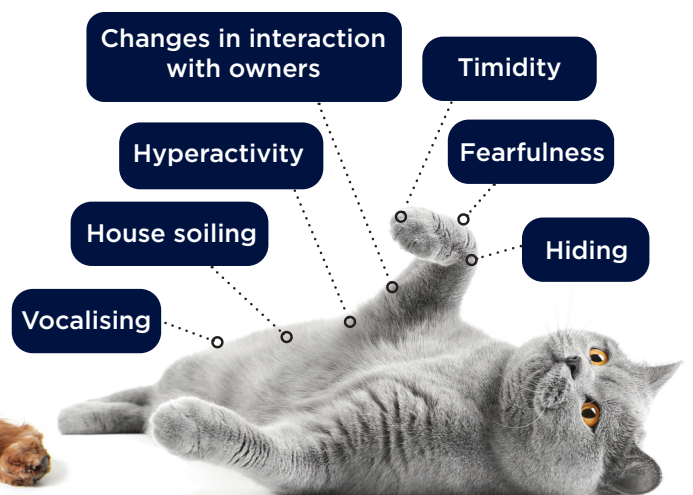 Changes in interaction
with owners
Timidity
Hyperactivity
Fearfulness
House soiling
Hiding
Vocalising